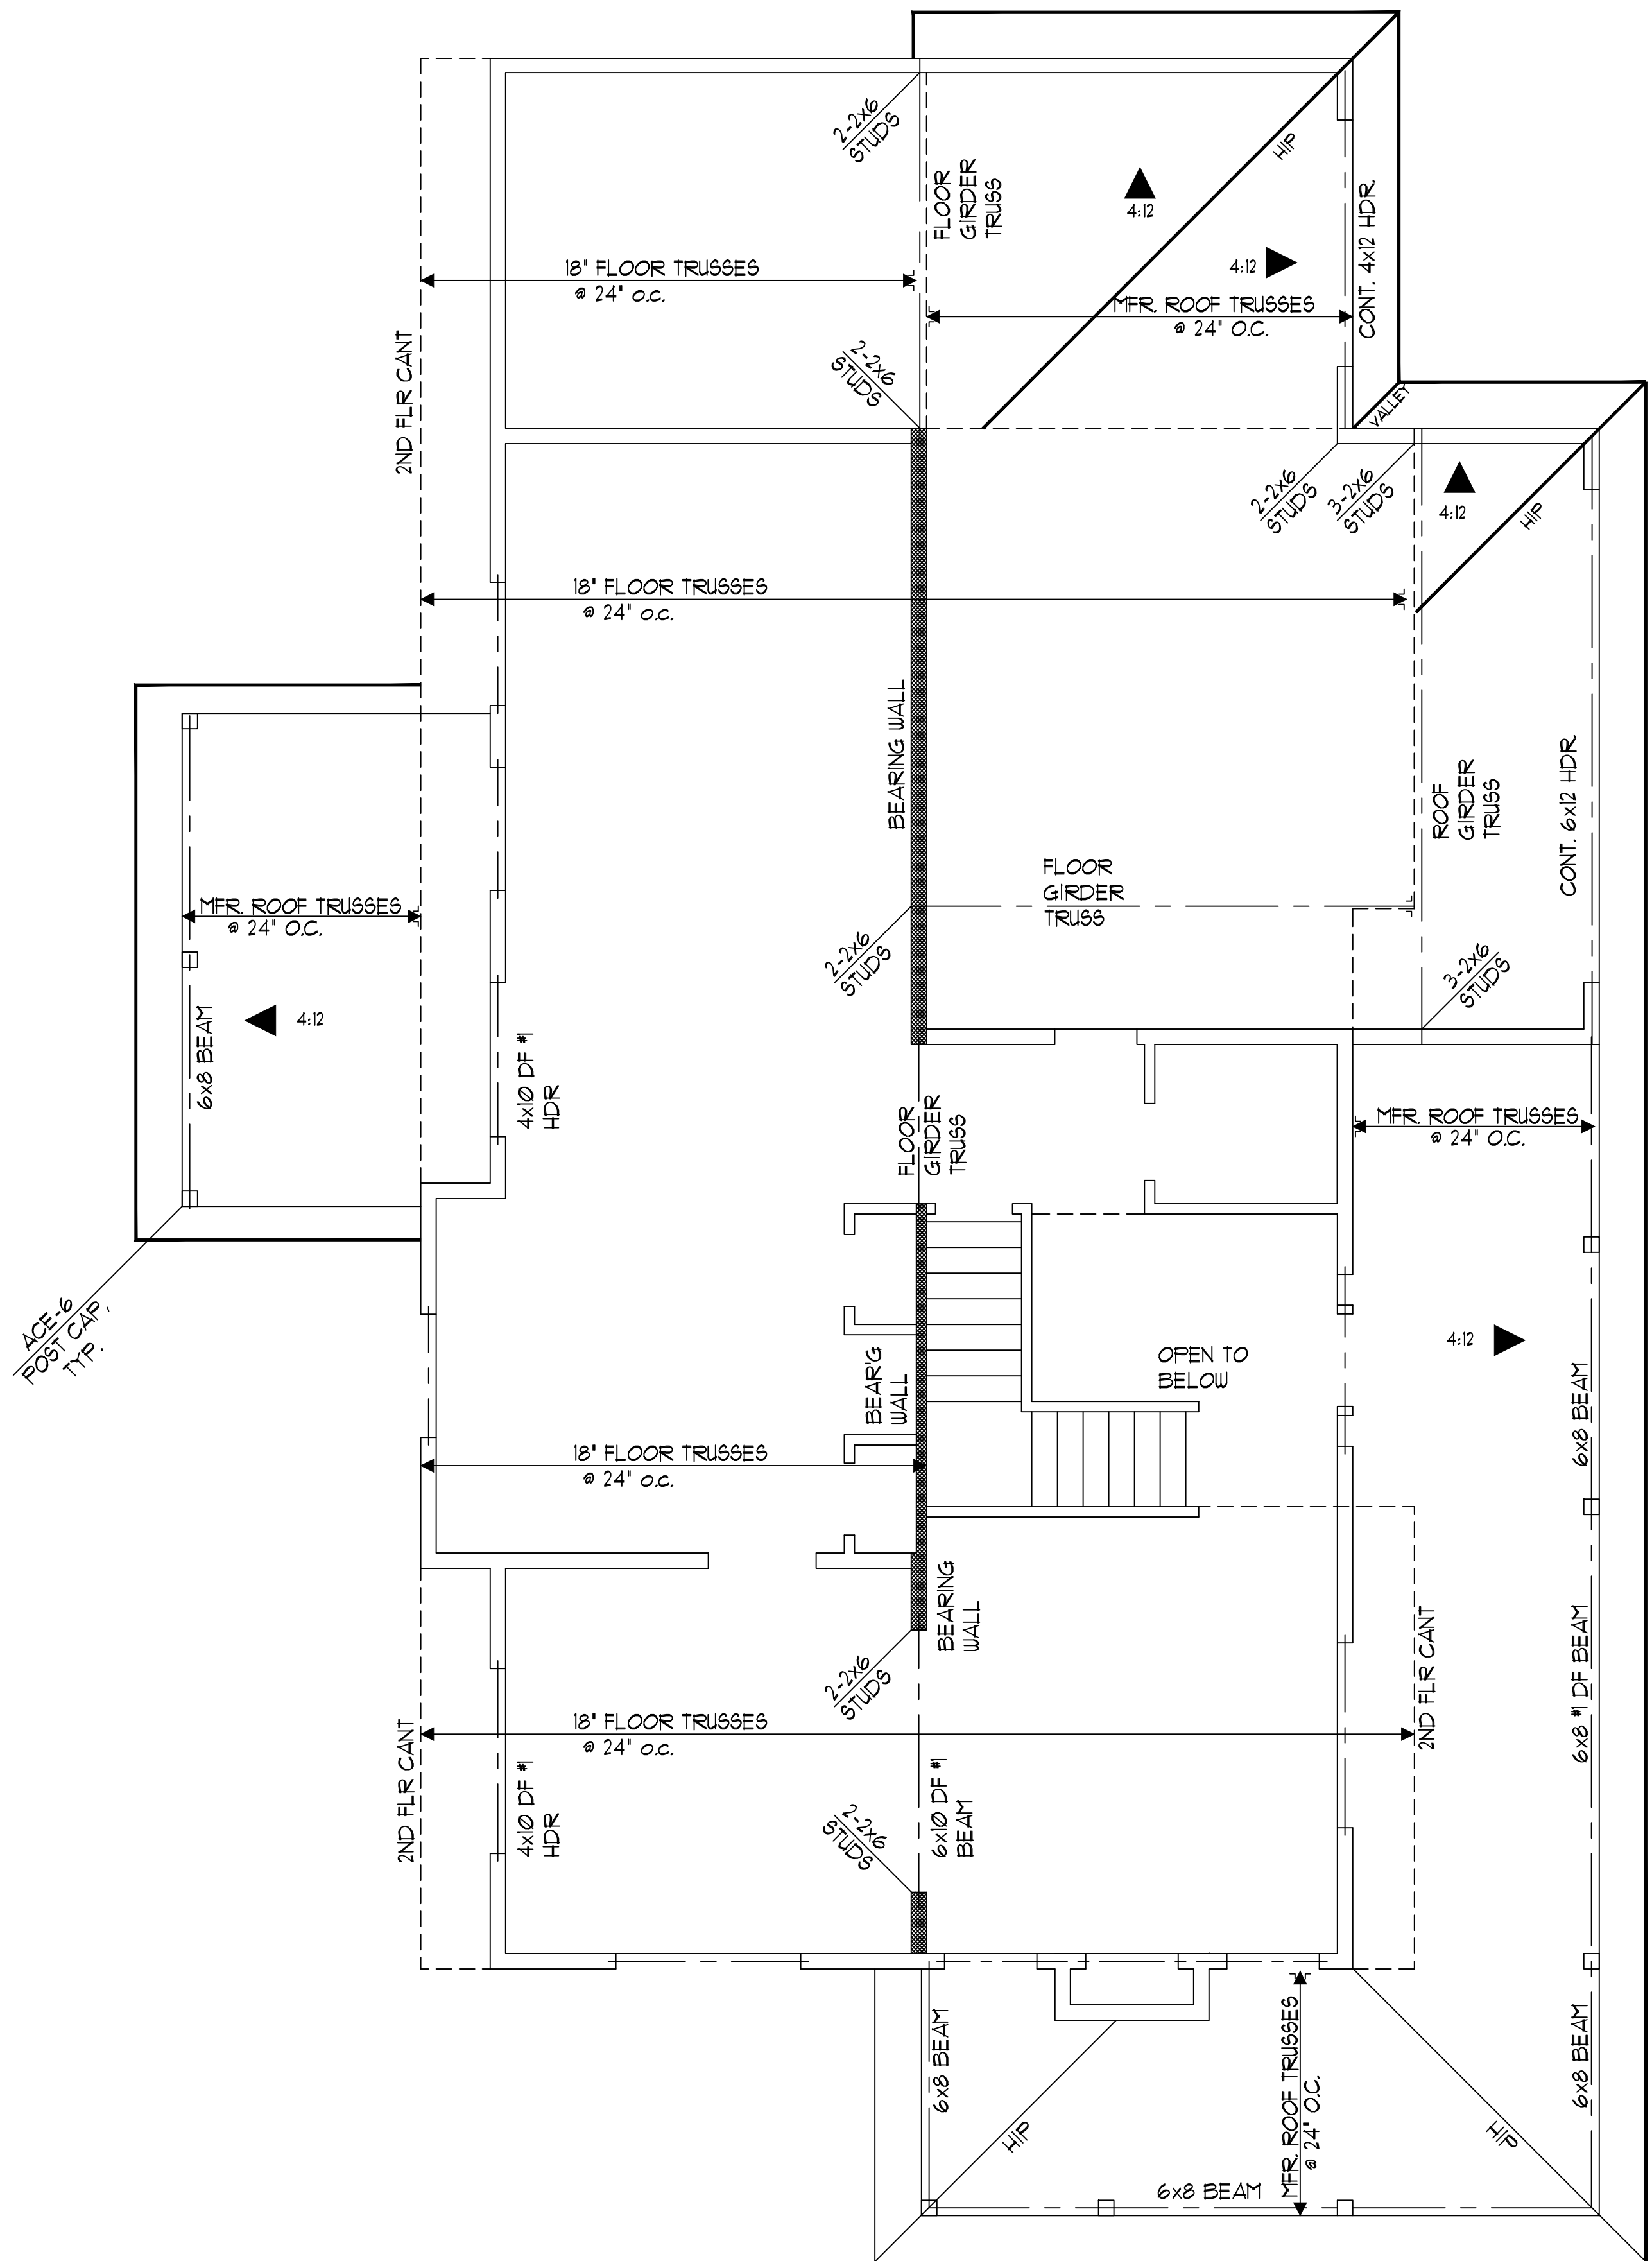 2-2x6
STUDS
FLOOR
GIRDER
TRUSS
HIP
4:12
CONT. 4x12 HDR.
4:12
18" FLOOR TRUSSES
@ 24" O.C.
MFR. ROOF TRUSSES
@ 24" O.C.
2ND FLR CANT
2-2x6
STUDS
VALLEY
2-2x6
STUDS
3-2x6
STUDS
4:12
HIP
18" FLOOR TRUSSES
@ 24" O.C.
BEARING WALL
ROOF
GIRDER
TRUSS
CONT. 6x12 HDR.
FLOOR
GIRDER
TRUSS
MFR. ROOF TRUSSES
@ 24" O.C.
2-2x6
STUDS
3-2x6
STUDS
6x8 BEAM
4:12
4x10 DF #1
HDR
FLOOR
GIRDER
TRUSS
MFR. ROOF TRUSSES
@ 24" O.C.
ACE-6
POST CAP,
TYP.
4:12
OPEN TO
BELOW
BEAR'G
WALL
6x8 BEAM
18" FLOOR TRUSSES
@ 24" O.C.
BEARING
WALL
2-2x6
STUDS
2ND FLR CANT
6x8 #1 DF BEAM
18" FLOOR TRUSSES
@ 24" O.C.
2ND FLR CANT
4x10 DF #1
HDR
2-2x6
STUDS
6x10 DF #1
BEAM
6x8 BEAM
MFR. ROOF TRUSSES
@ 24" O.C.
6x8 BEAM
HIP
HIP
6x8 BEAM